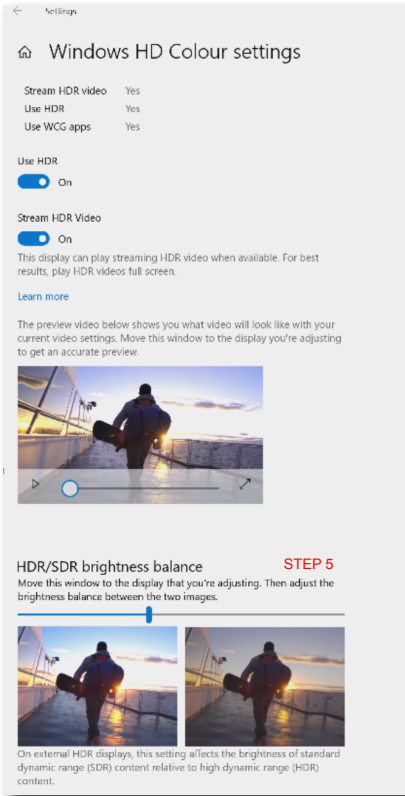 Settings
Windows HD Colour settings
Stream HDR video Yes
Use HDR Yes
Use WCG apps Yes
Use HDR
On
Stream HDR Video
On
This display can play streaming HDR video when available. For best
results, play HDR videos full screen.
Learn more
The preview video below shows you what video will look like with your
current video settings. Move this window to the display you're adjusting
to get an accurate preview.
HDR/SDR brightness balance STEP 5
Move this window to the display that you're adjusting. Then adjust the
brightness balance between the two images.
On external HDR displays, this setting affects the brightness of standard
dynamic range (SDR) content relative to high dynamic range (HDR)
content.